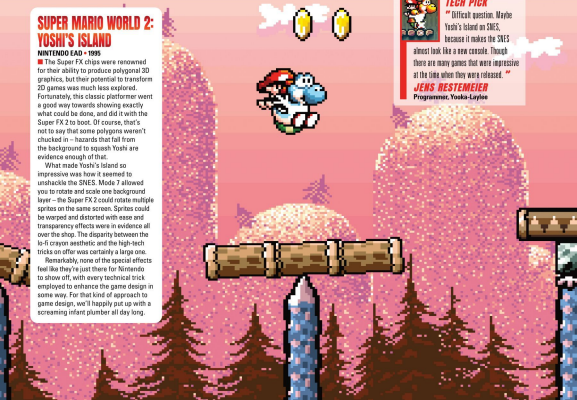 SUPER MARIO WORLD 2:
YOSHI'S ISLAND
NINTENDO EAD • 1995
■ The Super FX chips were renowned
for their ability to produce polygonal 3D
graphics, but their potential to transform
2D games was much less explored.
Fortunately, this classic platformer went
a good way towards showing exactly
what could be done, and did it with the
Super FX 2 to boot. Of course, that's
not to say that some polygons weren't
chucked in – hazards that fall from
the background to squash Yoshi are
evidence enough of that.
What made Yoshi's Island so
impressive was how it seemed to
unshackle the SNES. Mode 7 allowed
you to rotate and scale one background
layer – the Super FX 2 could rotate multiple
sprites on the same screen. Sprites could
be warped and distorted with ease and
transparency effects were in evidence all
over the shop. The disparity between the
lo-fi crayon aesthetic and the high-tech
tricks on offer was certainly a large one.
Remarkably, none of the special effects
feel like they're just there for Nintendo
to show off, with every technical trick
employed to enhance the game design in
some way. For that kind of approach to
game design, we'll happily put up with a
screaming infant plumber all day long.
TECH PICK
" Difficult question. Maybe
Yoshi's Island on SNES,
because it makes the SNES
almost look like a new console. Though
there are many games that were impressive
at the time when they were released. "
JENS RESTEMEIER
Programmer, Yooka-Laylee